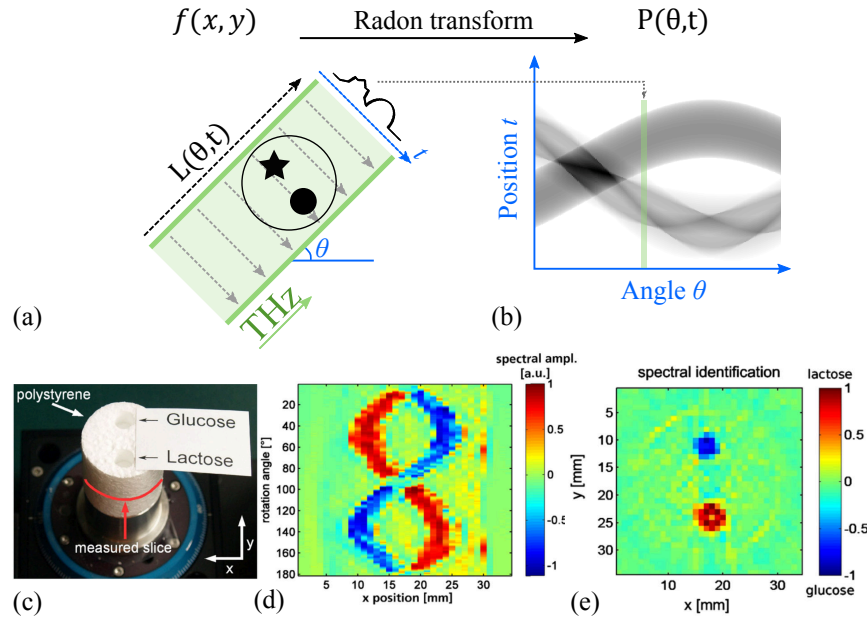 f(x, y)
Radon transform
P(θ,t)
L(θ,t)
t
θ
THz
(a)
Position t
Angle θ
(b)
polystyrene
Glucose
Lactose
measured slice
y
x
(c)
spectral ampl.
[a.u.]
1
0.5
0
-0.5
-1
20
40
60
80
100
120
140
160
180
rotation angle [°]
5
10
15
20
25
30
x position [mm]
(d)
spectral identification
lactose
1
0.5
0
-0.5
-1
glucose
5
10
15
20
25
30
y [mm]
10
20
30
x [mm]
(e)